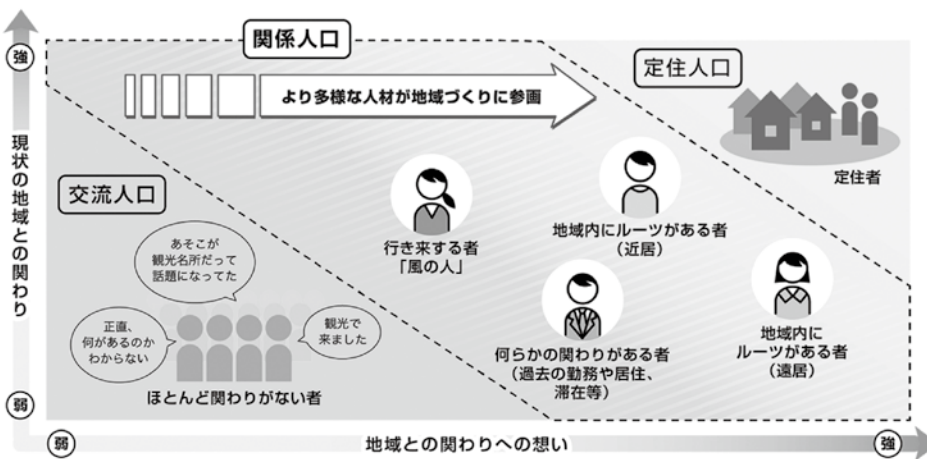 関係人口
強
定住人口
より多様な人材が地域づくりに参画
定住者
現状の地域との関わり
交流人口
あそこが
観光名所だって
話題になってた
正直、
何があるのか
わからない
観光で
来ました
ほとんど関わりがない者
行き来する者
「風の人」
地域内にルーツがある者
（近居）
何らかの関わりがある者
（過去の勤務や居住、
滞在等）
地域内に
ルーツがある者
（遠居）
弱
弱
地域との関わりへの想い
強